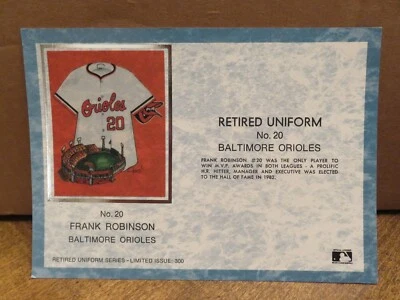 Orioles
20
No. 20
FRANK ROBINSON
BALTIMORE ORIOLES
RETIRED UNIFORM SERIES - LIMITED ISSUE: 500
RETIRED UNIFORM
No. 20
BALTIMORE ORIOLES
FRANK ROBINSON #20 WAS THE ONLY PLAYER TO
WIN M.V.P. AWARDS IN BOTH LEAGUES - A PROLIFIC
H.R. HITTER, MANAGER AND EXECUTIVE WAS ELECTED
TO THE HALL OF FAME IN 1982.